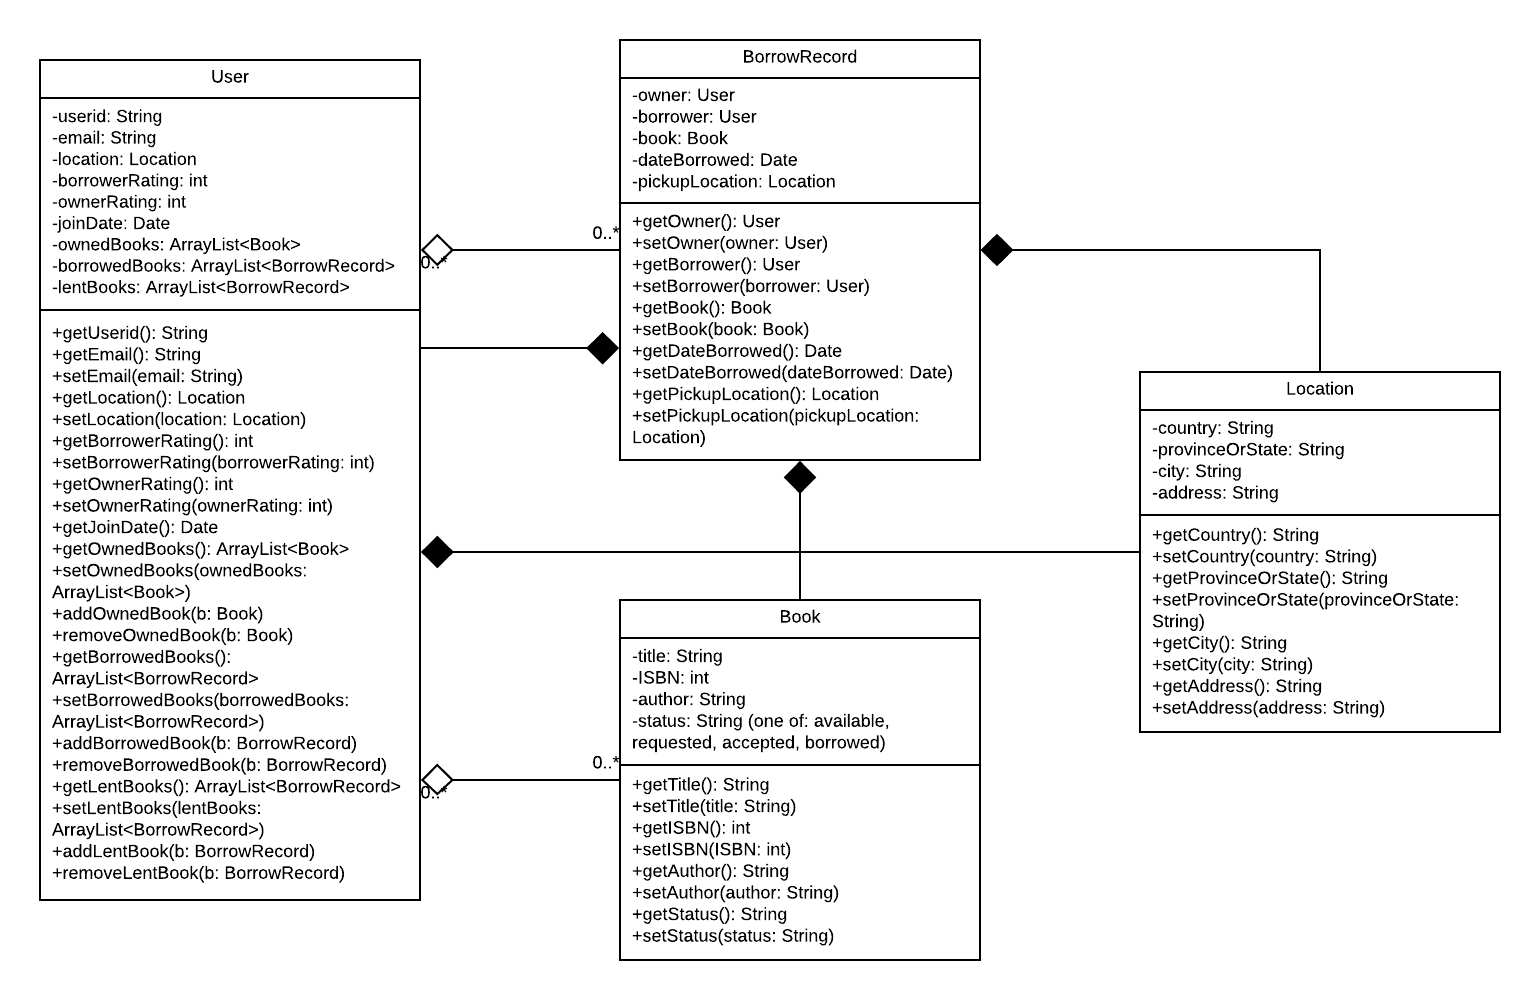 User
-userid: String
-email: String
-location: Location
-borrowerRating: int
-ownerRating: int
-joinDate: Date
-ownedBooks: ArrayList<Book>
-borrowedBooks: ArrayList<BorrowRecord>
-lentBooks: ArrayList<BorrowRecord>
+getUserid(): String
+getEmail(): String
+setEmail(email: String)
+getLocation(): Location
+setLocation(location: Location)
+getBorrowerRating(): int
+setBorrowerRating(borrowerRating: int)
+getOwnerRating(): int
+setOwnerRating(ownerRating: int)
+getJoinDate(): Date
+getOwnedBooks(): ArrayList<Book>
+setOwnedBooks(ownedBooks:
ArrayList<Book>)
+addOwnedBook(b: Book)
+removeOwnedBook(b: Book)
+getBorrowedBooks():
ArrayList<BorrowRecord>
+setBorrowedBooks(borrowedBooks:
ArrayList<BorrowRecord>)
+addBorrowedBook(b: BorrowRecord)
+removeBorrowedBook(b: BorrowRecord)
+getLentBooks(): ArrayList<BorrowRecord>
+setLentBooks(lentBooks:
ArrayList<BorrowRecord>)
+addLentBook(b: BorrowRecord)
+removeLentBook(b: BorrowRecord)
0..*
0..*
0..*
0..*
BorrowRecord
-owner: User
-borrower: User
-book: Book
-dateBorrowed: Date
-pickupLocation: Location
+getOwner(): User
+setOwner(owner: User)
+getBorrower(): User
+setBorrower(borrower: User)
+getBook(): Book
+setBook(book: Book)
+getDateBorrowed(): Date
+setDateBorrowed(dateBorrowed: Date)
+getPickupLocation(): Location
+setPickupLocation(pickupLocation:
Location)
Book
-title: String
-ISBN: int
-author: String
-status: String (one of: available,
requested, accepted, borrowed)
+getTitle(): String
+setTitle(title: String)
+getISBN(): int
+setISBN(ISBN: int)
+getAuthor(): String
+setAuthor(author: String)
+getStatus(): String
+setStatus(status: String)
Location
-country: String
-provinceOrState: String
-city: String
-address: String
+getCountry(): String
+setCountry(country: String)
+getProvinceOrState(): String
+setProvinceOrState(provinceOrState:
String)
+getCity(): String
+setCity(city: String)
+getAddress(): String
+setAddress(address: String)